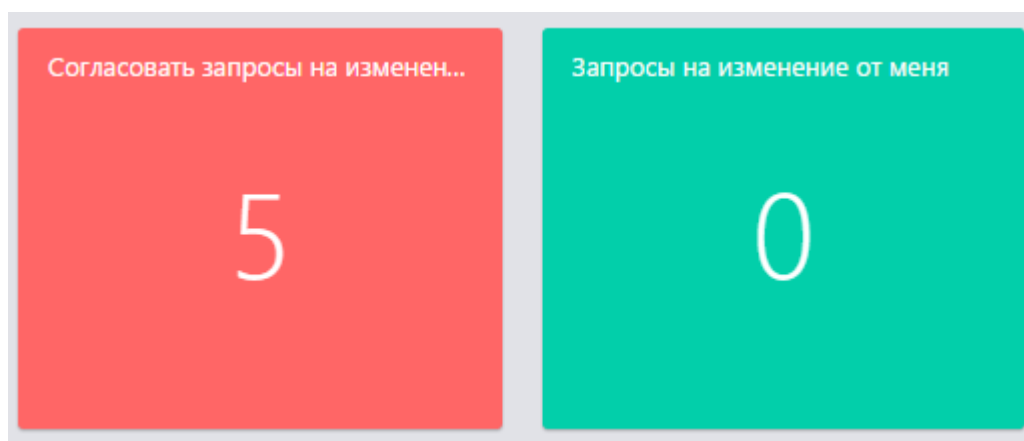 Согласовать запросы на изменен...
Запросы на изменение от меня
5
0